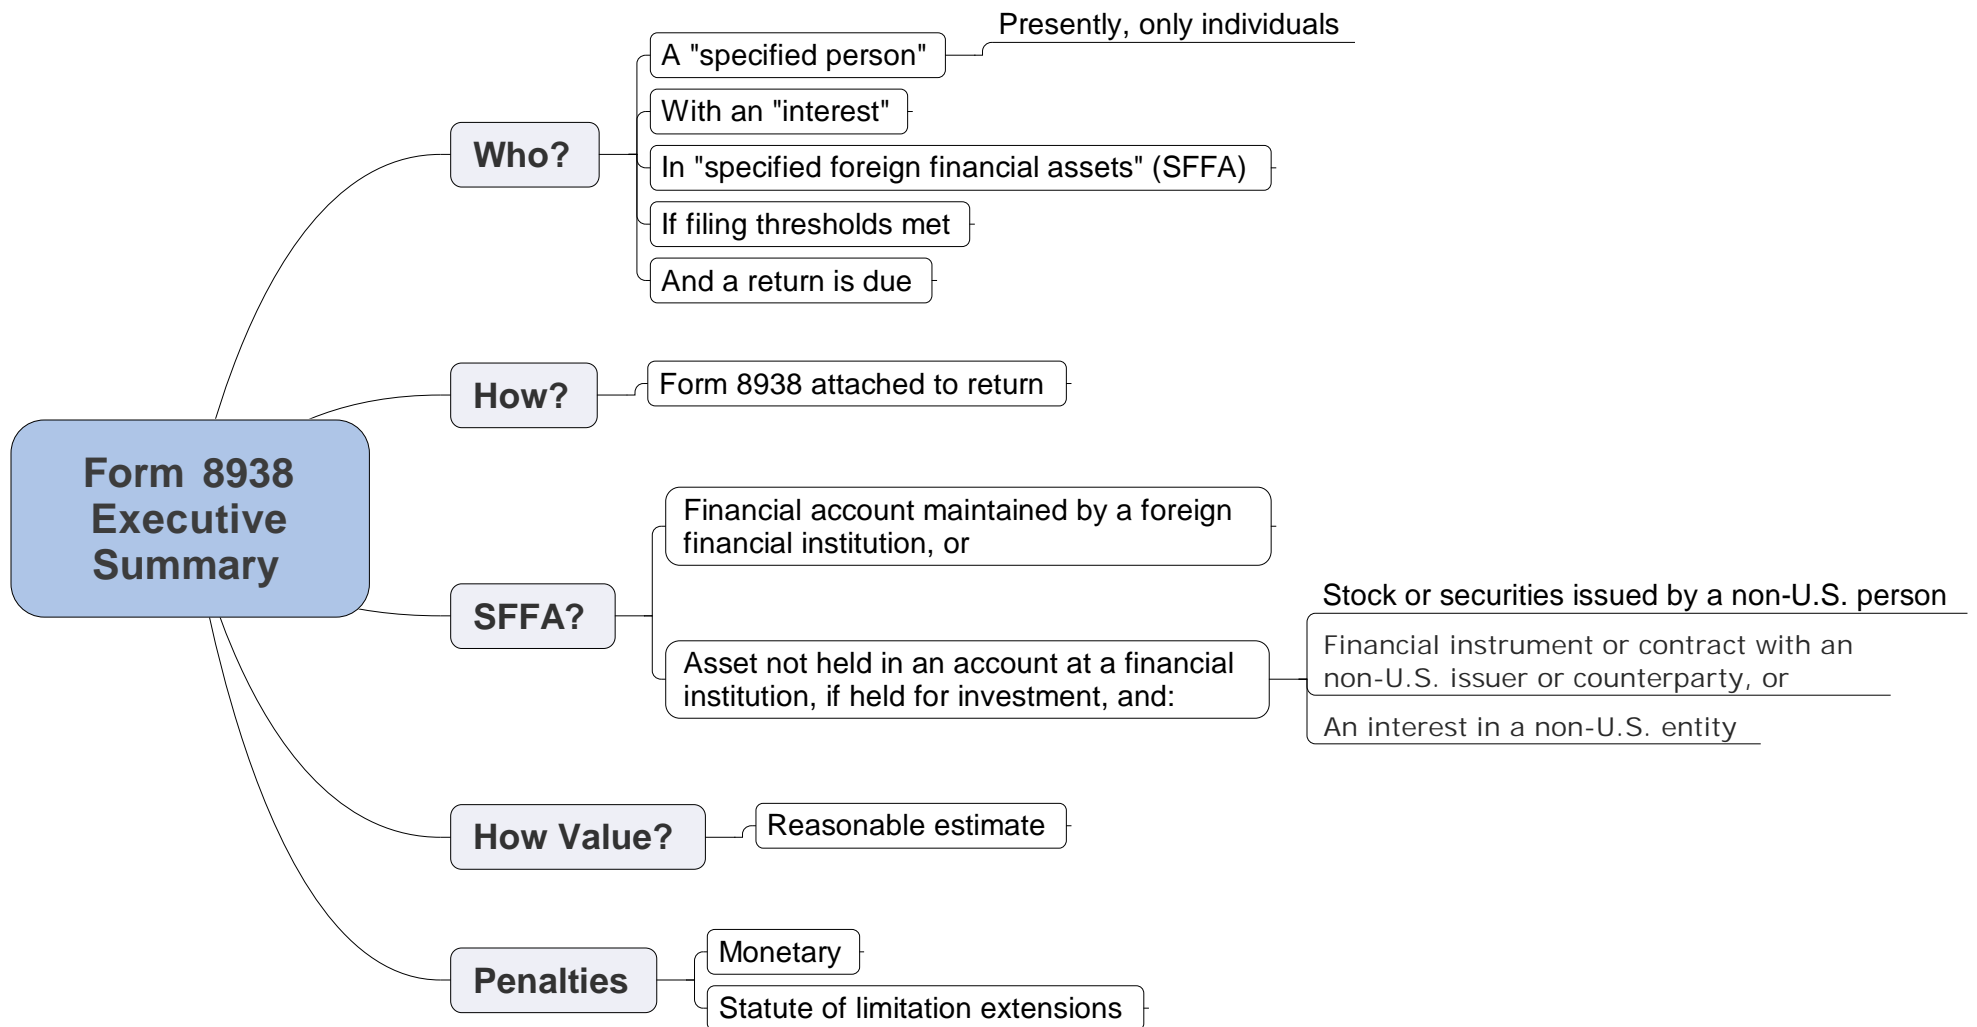 Presently, only individuals
A "specified person"
With an "interest"
Who?
In "specified foreign financial assets" (SFFA)
If filing thresholds met
And a return is due
How?
Form 8938 attached to return
Form 8938
Executive
Summary
SFFA?
Financial account maintained by a foreign
financial institution, or
Asset not held in an account at a financial
institution, if held for investment, and:
Stock or securities issued by a non-U.S. person
Financial instrument or contract with an
non-U.S. issuer or counterparty, or
An interest in a non-U.S. entity
How Value?
Reasonable estimate
Penalties
Monetary
Statute of limitation extensions